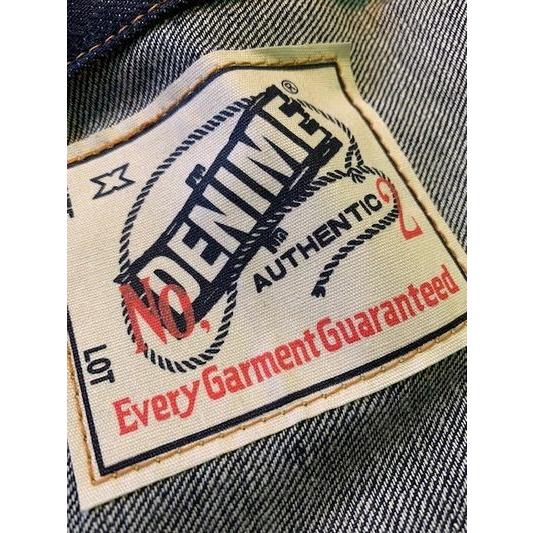 DENIME®
AUTHENTIC
No, 2
Every Garment Guaranteed
LOT
X